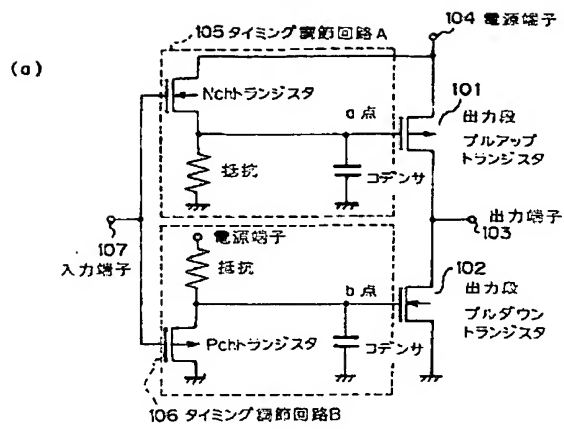 105 タイミング調節回路A
104 電源端子
(a)
Nchトランジスタ
a点
101
出力段
プルアップ
トランジスタ
抵抗
コデンサ
107
入力端子
出力端子
103
電源端子
抵抗
b点
102
出力段
プルダウン
トランジスタ
Pchトランジスタ
コデンサ
106 タイミング調節回路B